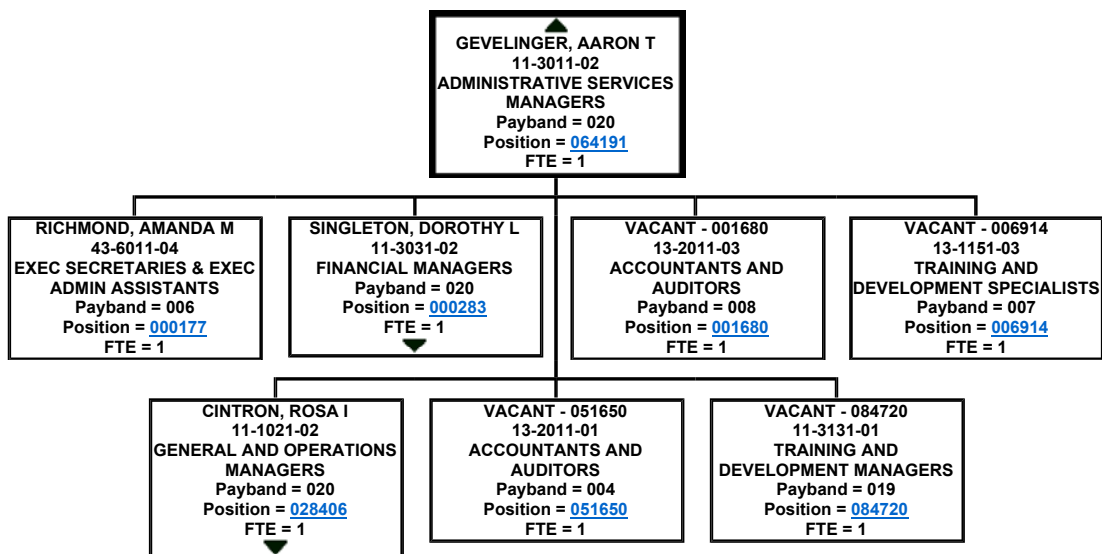 GEVELINGER, AARON T
11-3011-02
ADMINISTRATIVE SERVICES
MANAGERS
Payband = 020
Position = 064191
FTE = 1
RICHMOND, AMANDA M
43-6011-04
EXEC SECRETARIES & EXEC
ADMIN ASSISTANTS
Payband = 006
Position = 000177
FTE = 1
SINGLETON, DOROTHY L
11-3031-02
FINANCIAL MANAGERS
Payband = 020
Position = 000283
FTE = 1
VACANT - 001680
13-2011-03
ACCOUNTANTS AND
AUDITORS
Payband = 008
Position = 001680
FTE = 1
VACANT - 006914
13-1151-03
TRAINING AND
DEVELOPMENT SPECIALISTS
Payband = 007
Position = 006914
FTE = 1
CINTRON, ROSA I
11-1021-02
GENERAL AND OPERATIONS
MANAGERS
Payband = 020
Position = 028406
FTE = 1
VACANT - 051650
13-2011-01
ACCOUNTANTS AND
AUDITORS
Payband = 004
Position = 051650
FTE = 1
VACANT - 084720
11-3131-01
TRAINING AND
DEVELOPMENT MANAGERS
Payband = 019
Position = 084720
FTE = 1